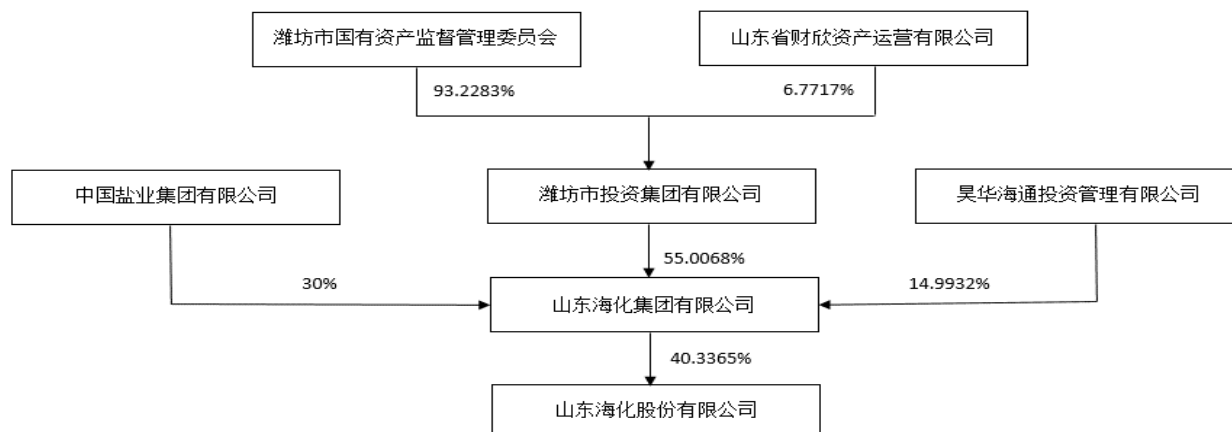 潍坊市国有资产监督管理委员会
山东省财欣资产运营有限公司
93.2283%
6.7717%
中国盐业集团有限公司
潍坊市投资集团有限公司
昊华海通投资管理有限公司
55.0068%
30%
14.9932%
山东海化集团有限公司
40.3365%
山东海化股份有限公司